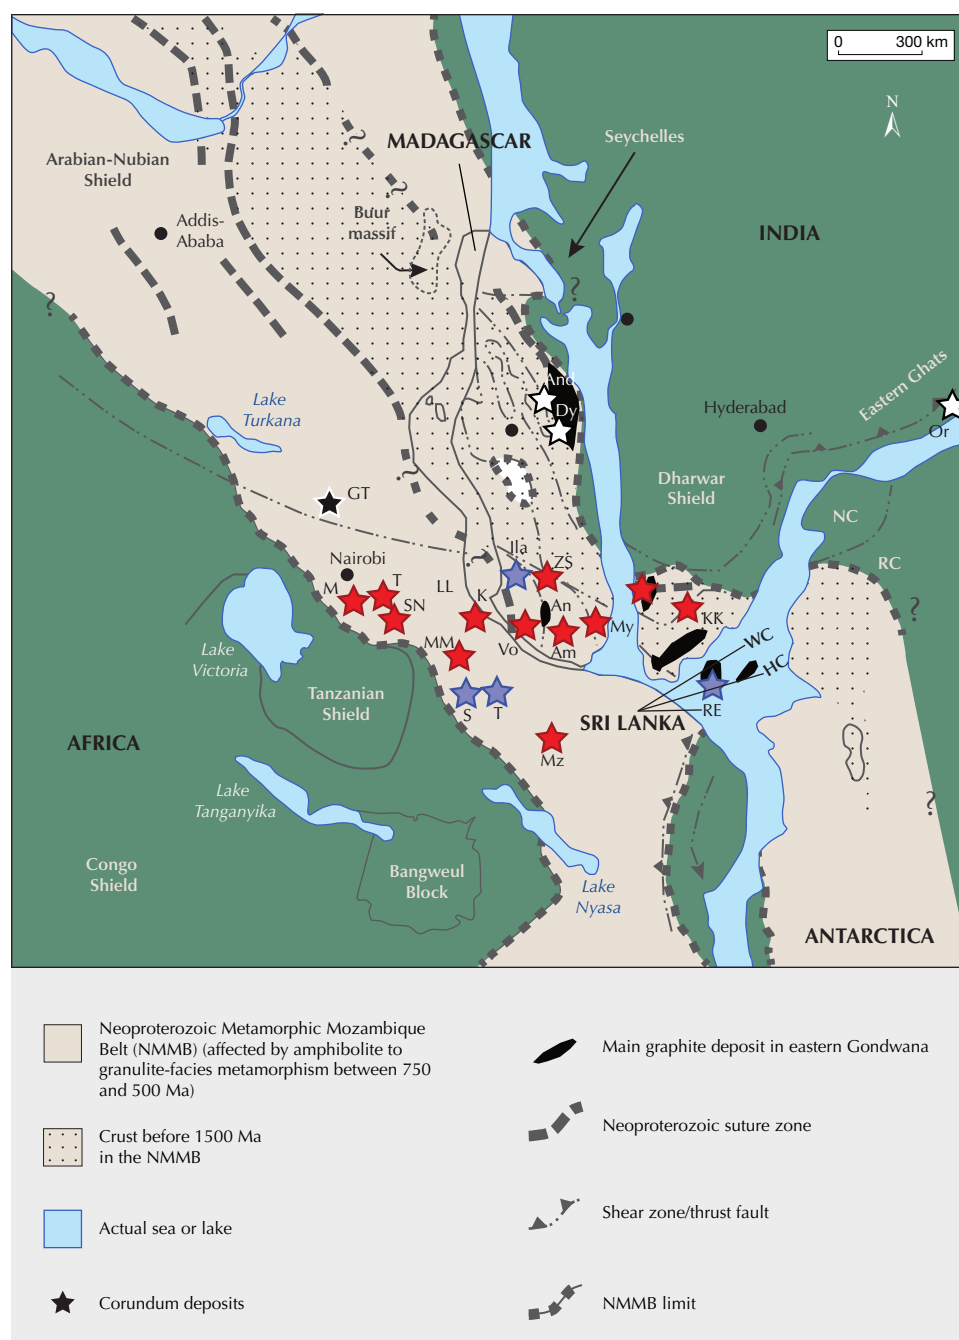 0 300 km
N
MADAGASCAR
Seychelles
Arabian-Nubian
Shield
Addis-
Ababa
Buur
massif
INDIA
?
?
?
?
And
Dy
Eastern Ghats
Lake
Turkana
Hyderabad
Or
?
Dharwar
Shield
GT
NC
RC
Nairobi
IIa
ZS
?
M
T
LL
K
An
KK
?
SN
Vo
Am
My
MM
WC
HC
Lake
Victoria
Tanzanian
Shield
S
T
SRI LANKA
RE
AFRICA
Mz
Lake
Tanganyika
?
Congo
Shield
Bangweul
Block
Lake
Nyasa
ANTARCTICA
Neoproterozoic Metamorphic Mozambique
Belt (NMMB) (affected by amphibolite to
granulite-facies metamorphism between 750
and 500 Ma)
Crust before 1500 Ma
in the NMMB
Actual sea or lake
Corundum deposits
Main graphite deposit in eastern Gondwana
Neoproterozoic suture zone
Shear zone/thrust fault
NMMB limit